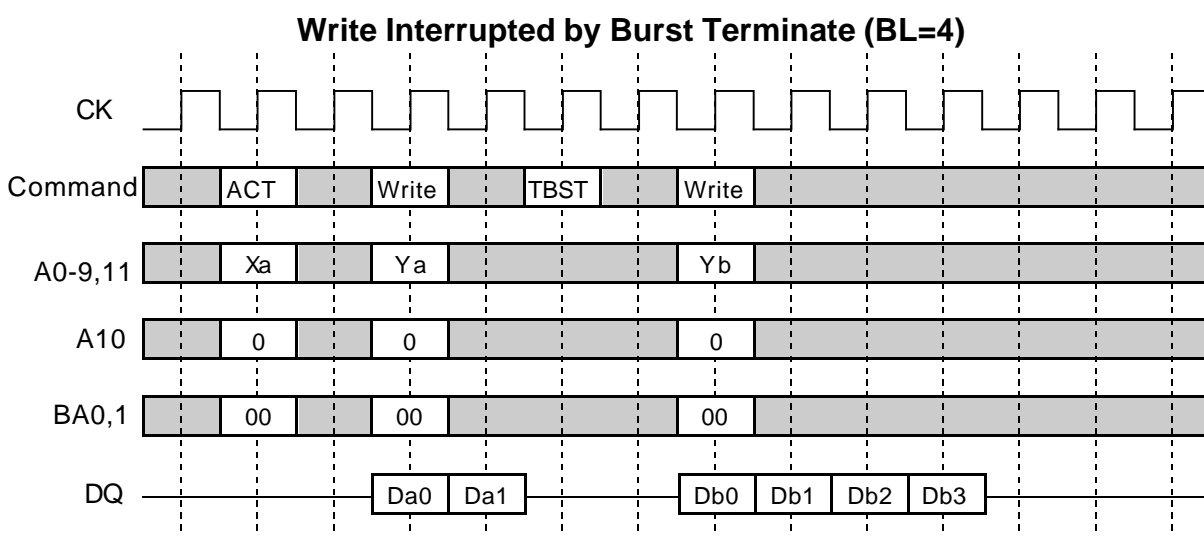 Write Interrupted by Burst Terminate (BL=4)
CK
Command ACT Write TBST Write
A0-9,11 Xa Ya Yb
A10 0 0 0
BA0,1 00 00 00
DQ Da0 Da1 Db0 Db1 Db2 Db3